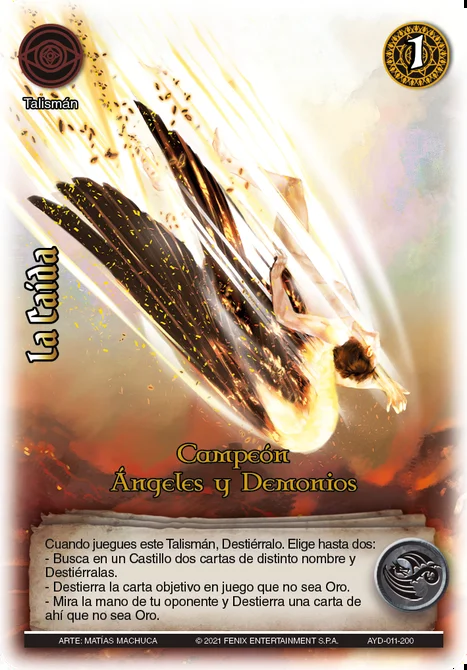 1
Talismán
La Caída
Campeón
Ángeles y Demonios
Cuando juegues este Talismán, Destiérralo. Elige hasta dos:
- Busca en un Castillo dos cartas de distinto nombre y
Destiérralas.
- Destierra la carta objetivo en juego que no sea Oro.
- Mira la mano de tu oponente y Destierra una carta de
ahí que no sea Oro.
ARTE: MATÍAS MACHUCA © 2021 FENIX ENTERTAINMENT S.P.A. AYD-011-200